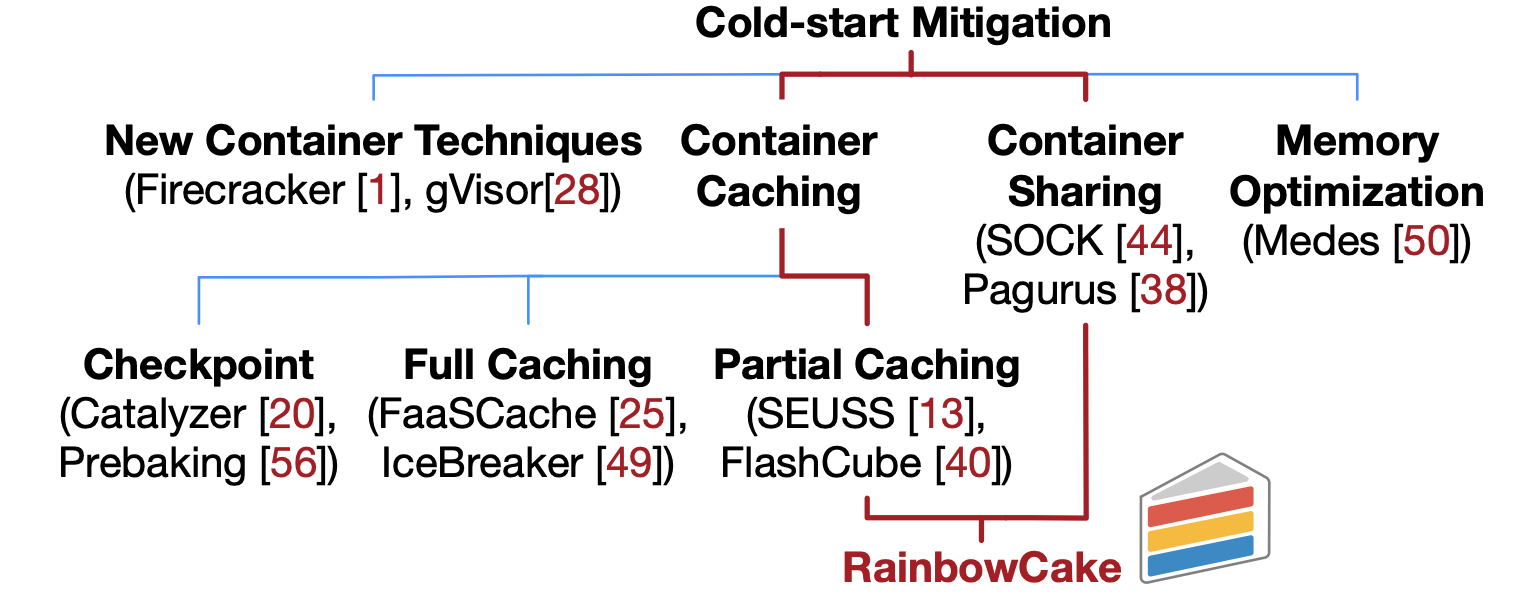 Cold-start Mitigation
New Container Techniques
(Firecracker [1], gVisor[28])
Container
Caching
Container
Sharing
(SOCK [44],
Pagurus [38])
Memory
Optimization
(Medes [50])
Checkpoint
(Catalyzer [20],
Prebaking [56])
Full Caching
(FaaSCache [25],
IceBreaker [49])
Partial Caching
(SEUSS [13],
FlashCube [40])
RainbowCake